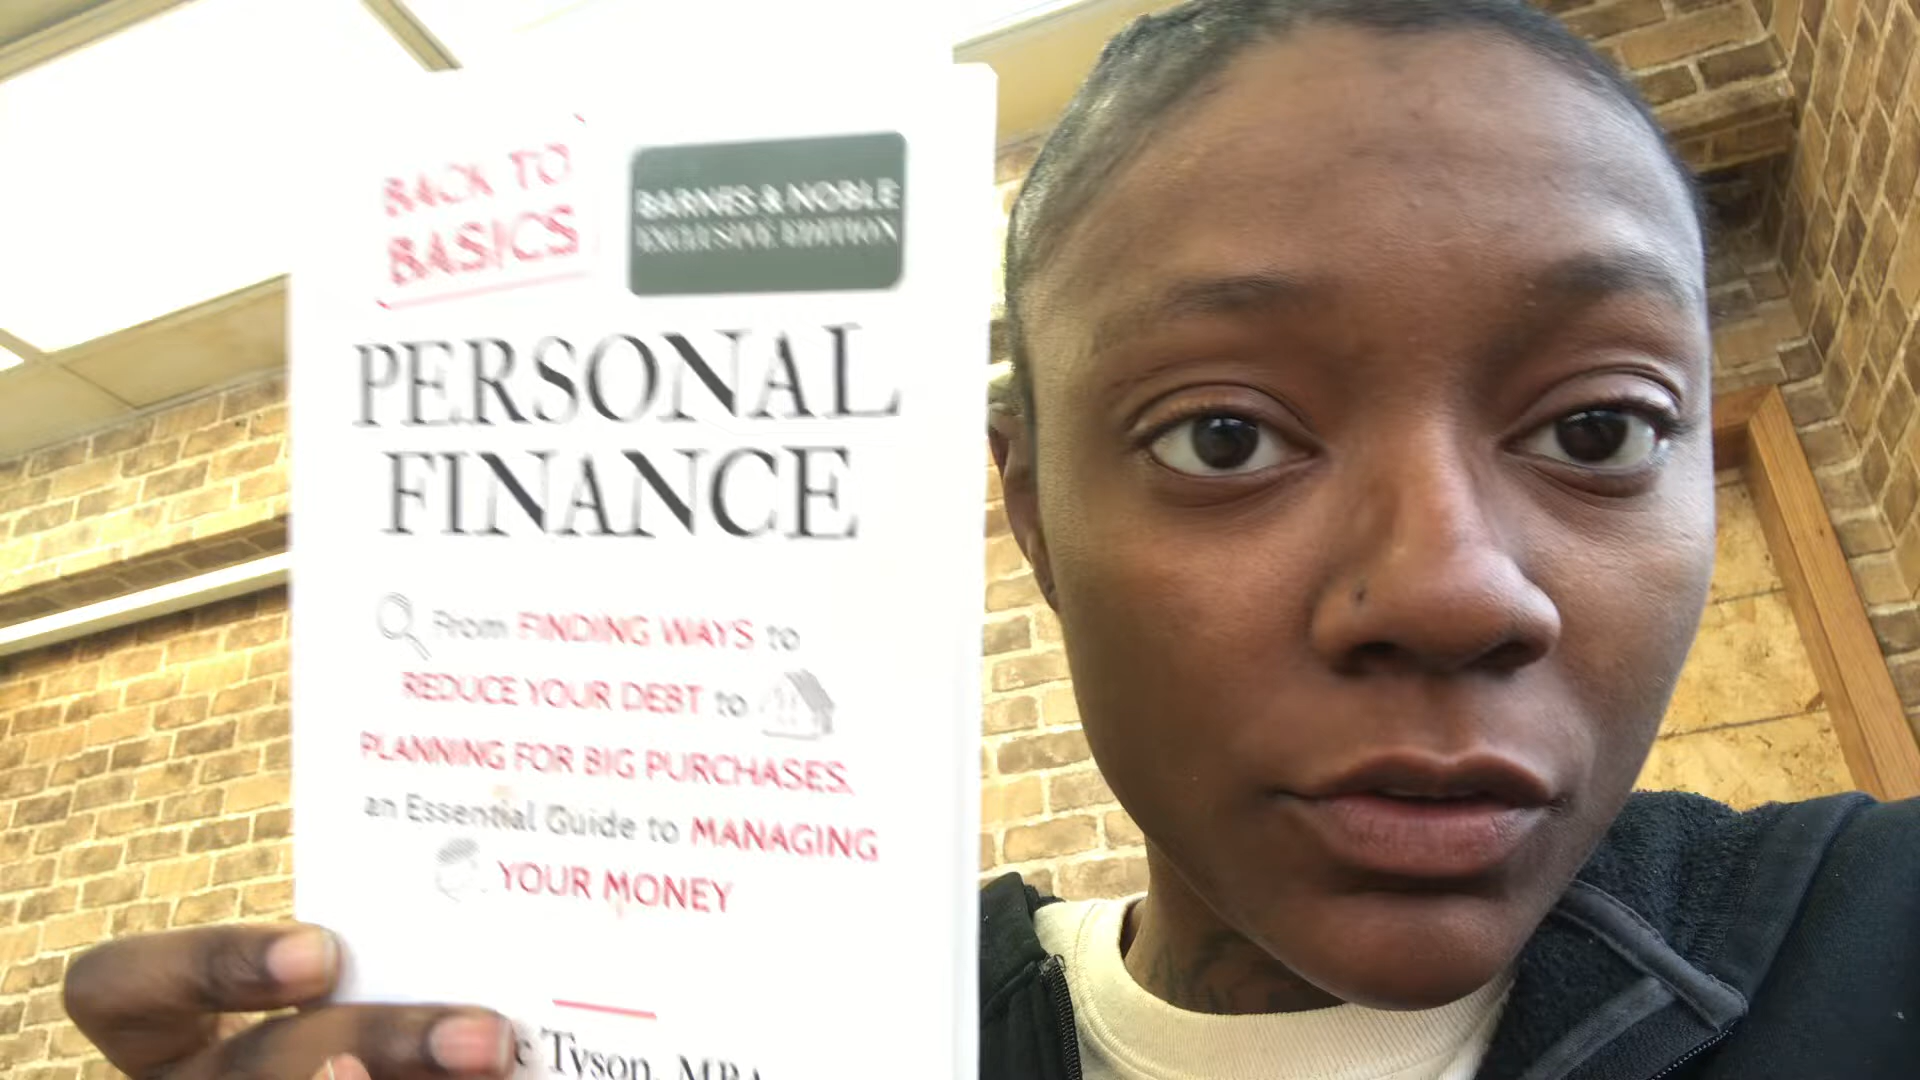 BACK TO
BASICS
BARNES & NOBLE
EXCLUSIVE EDITION
PERSONAL
FINANCE
From FINDING WAYS to
REDUCE YOUR DEBT to
PLANNING FOR BIG PURCHASES,
an Essential Guide to MANAGING
YOUR MONEY
Tyson, MBA